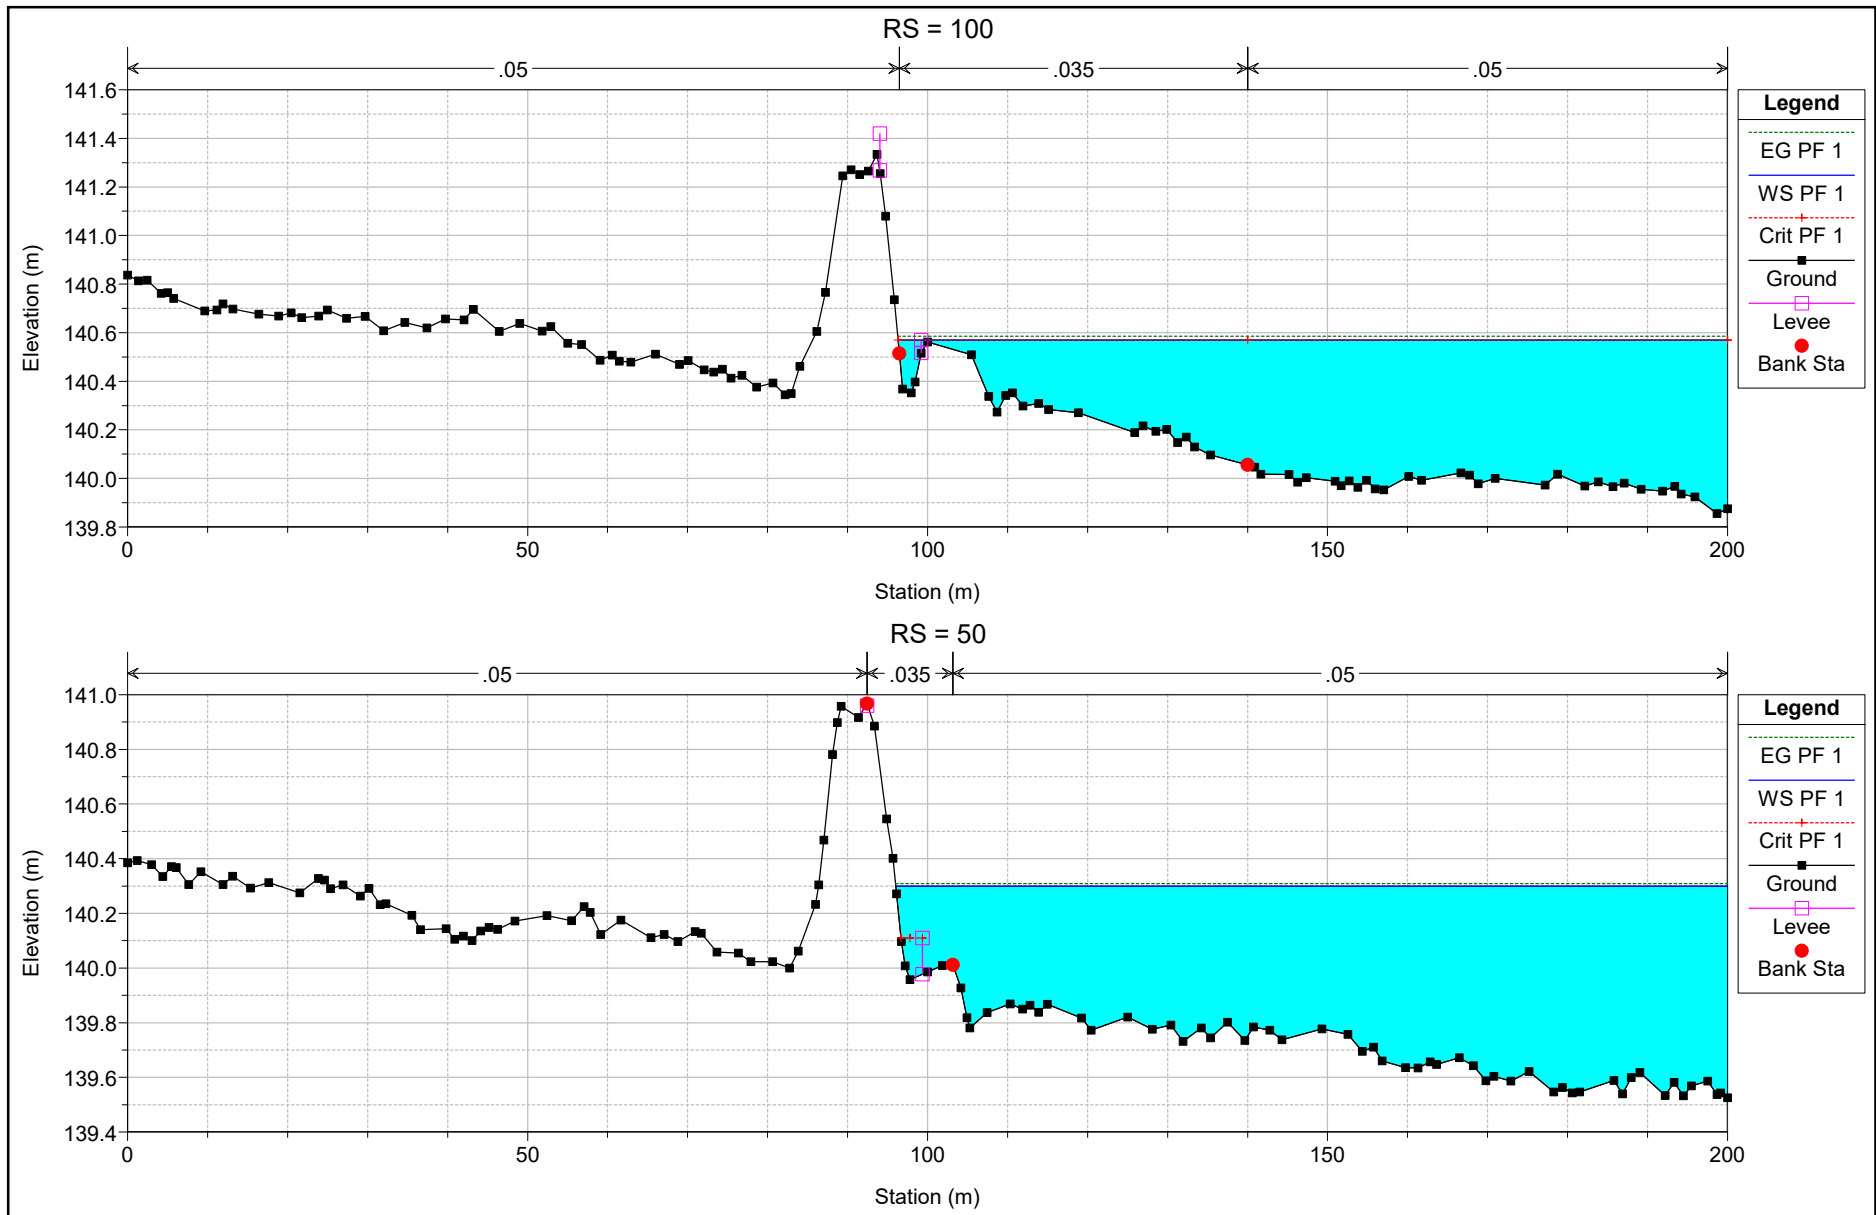 RS = 100
.05 .035 .05
141.6
141.4
141.2
141.0
140.8
140.6
140.4
140.2
140.0
139.8
Elevation (m)
0 50 100 150 200
Station (m)
Legend
EG PF 1
WS PF 1
Crit PF 1
Ground
Levee
Bank Sta
RS = 50
.05 .035 .05
141.0
140.8
140.6
140.4
140.2
140.0
139.8
139.6
139.4
Elevation (m)
0 50 100 150 200
Station (m)
Legend
EG PF 1
WS PF 1
Crit PF 1
Ground
Levee
Bank Sta